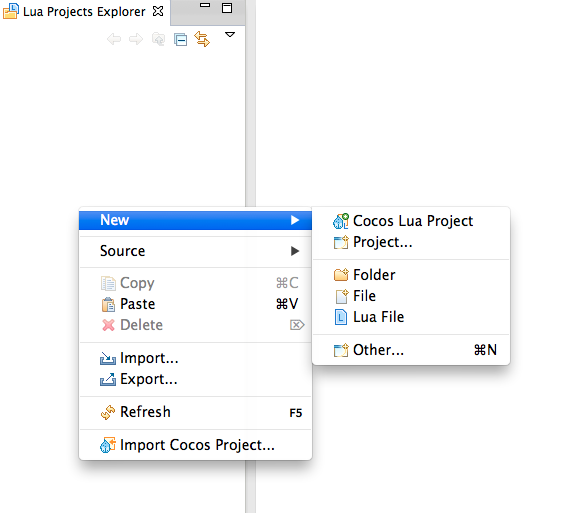 Lua Projects Explorer
New
Source
Copy ⌘C
Paste ⌘V
Delete ⌦
Import...
Export...
Refresh F5
Import Cocos Project...
Cocos Lua Project
Project...
Folder
File
Lua File
Other... ⌘N